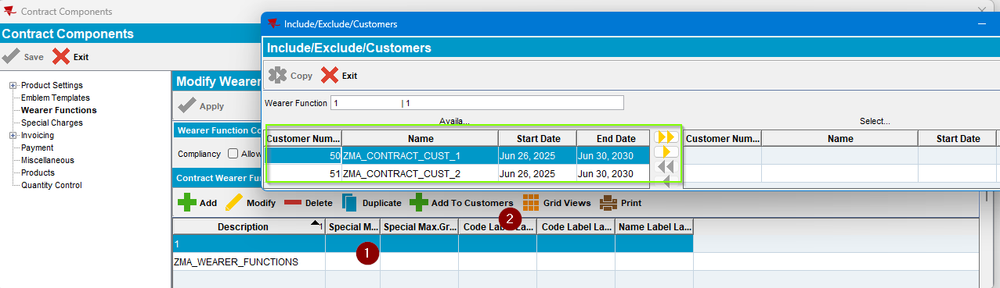 Contract Components
Contract Components
Save Exit
Product Settings
Emblem Templates
Wearer Functions
Special Charges
Invoicing
Payment
Miscellaneous
Products
Quantity Control
Modify Wearer
Apply
Wearer Function Co
Compliancy Allow
Contract Wearer Fur
Include/Exclude/Customers
Include/Exclude/Customers
Copy Exit
Wearer Function 1 | 1
Availa... Select...
Customer Num... Name Start Date End Date Customer Num... Name Start Date
50 ZMA_CONTRACT_CUST_1 Jun 26, 2025 Jun 30, 2030
51 ZMA_CONTRACT_CUST_2 Jun 26, 2025 Jun 30, 2030
Add Modify Delete Duplicate Add To Customers Grid Views Print
2
Description 1 Special M... Special Max.Gr... Code Label La... Code Label La... Name Label La...
1
1
ZMA_WEARER_FUNCTIONS